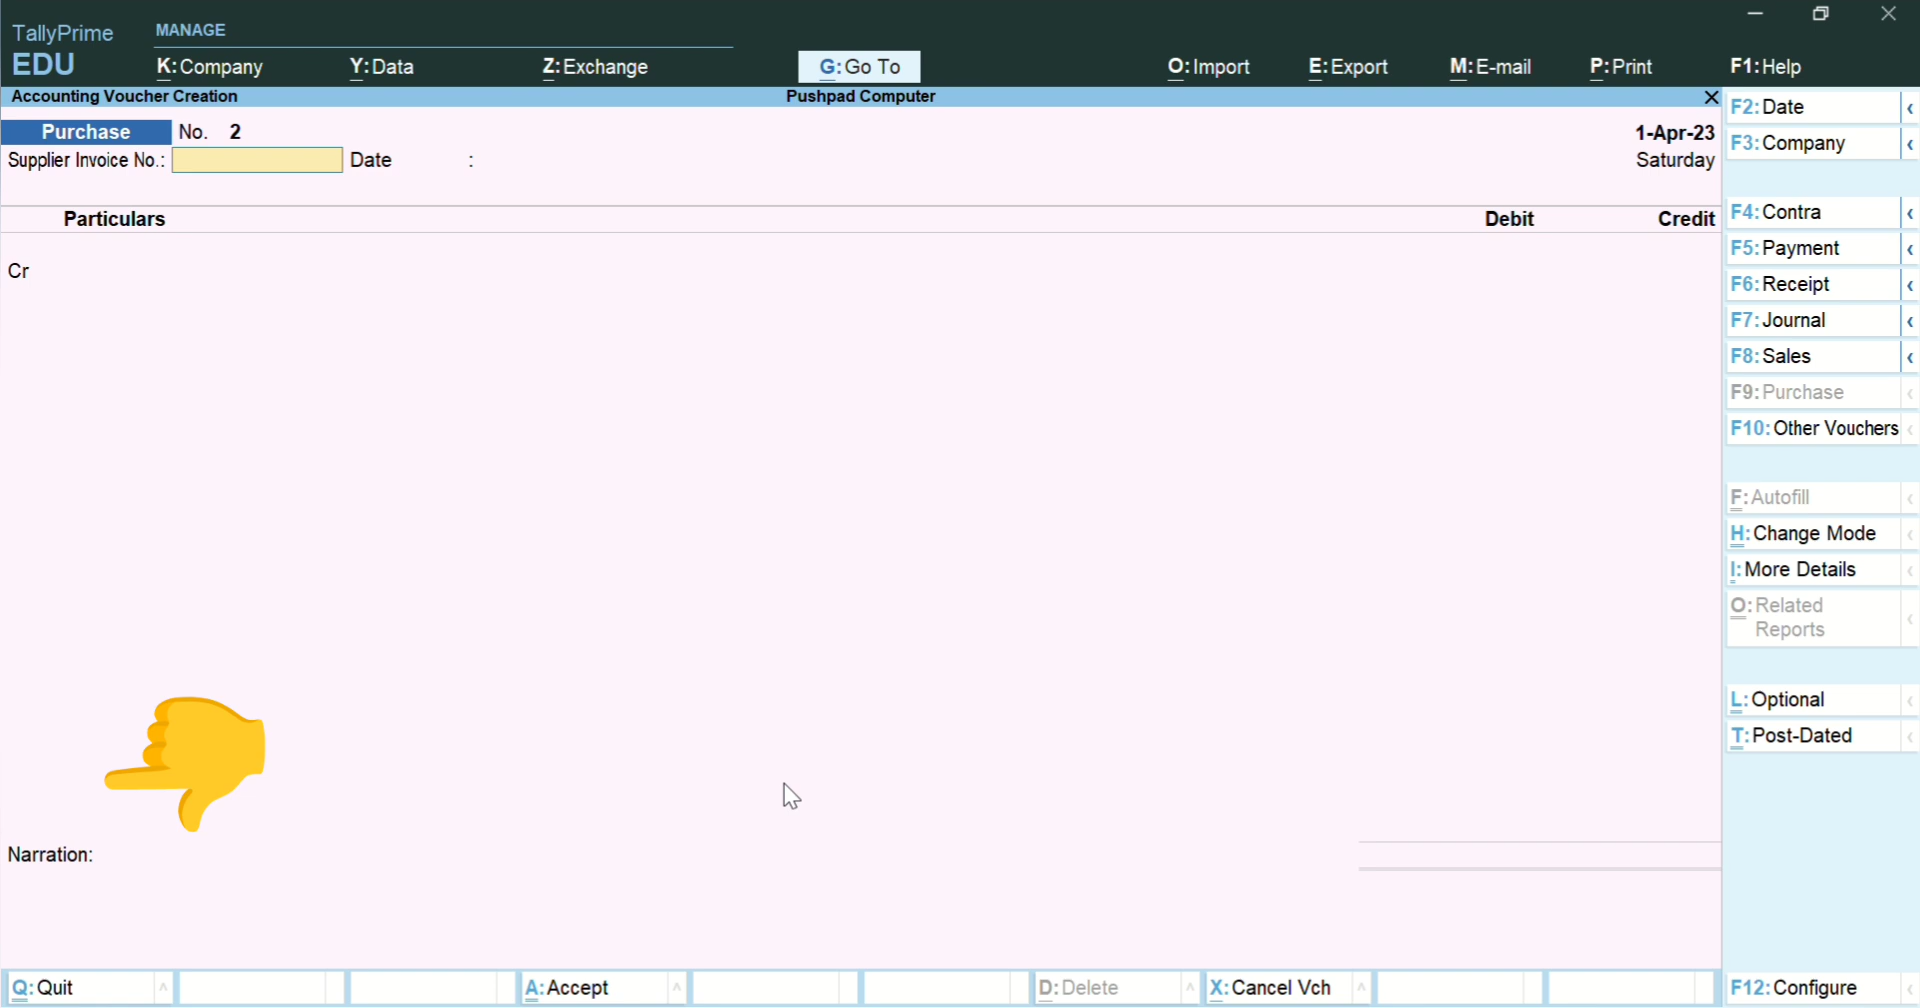 TallyPrime
EDU
MANAGE
K:Company
Y:Data
Z:Exchange
G:Go To
O:Import
E:Export
M:E-mail
P:Print
F1:Help
Accounting Voucher Creation
Pushpad Computer
Purchase No. 2
1-Apr-23
Supplier Invoice No.:
Date :
Saturday
Particulars
Debit
Credit
Cr
Narration:
F2:Date
F3:Company
F4:Contra
F5:Payment
F6:Receipt
F7:Journal
F8:Sales
F9:Purchase
F10:Other Vouchers
F:Autofill
H:Change Mode
I:More Details
O:Related
Reports
L:Optional
T:Post-Dated
Q:Quit
A:Accept
D:Delete
X:Cancel Vch
F12:Configure